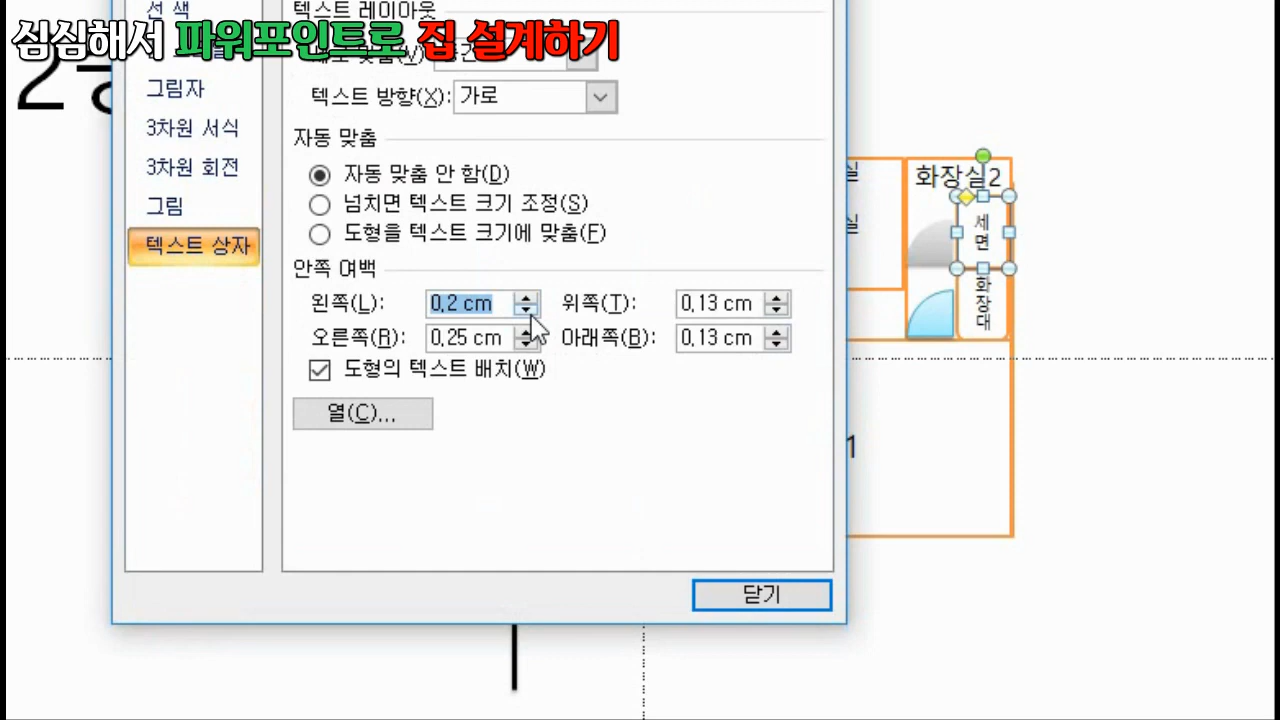 심심해서 파워포인트로 집 설계하기
선 색
텍스트 레이아웃
그림자
텍스트 방향(X): 가로
3차원 서식
자동 맞춤
3차원 회전
자동 맞춤 안 함(D)
그림
넘치면 텍스트 크기 조정(S)
텍스트 상자
도형을 텍스트 크기에 맞춤(F)
안쪽 여백
왼쪽(L): 0,2 cm 위쪽(T): 0,13 cm
오른쪽(R): 0,25 cm 아래쪽(B): 0,13 cm
도형의 텍스트 배치(W)
열(C)...
닫기
화장실2
실
실
세
면
화
장
대
1